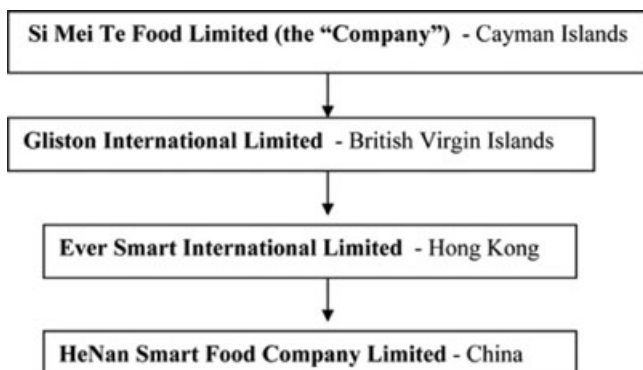 Si Mei Te Food Limited (the “Company”) - Cayman Islands
Gliston International Limited - British Virgin Islands
Ever Smart International Limited - Hong Kong
HeNan Smart Food Company Limited - China